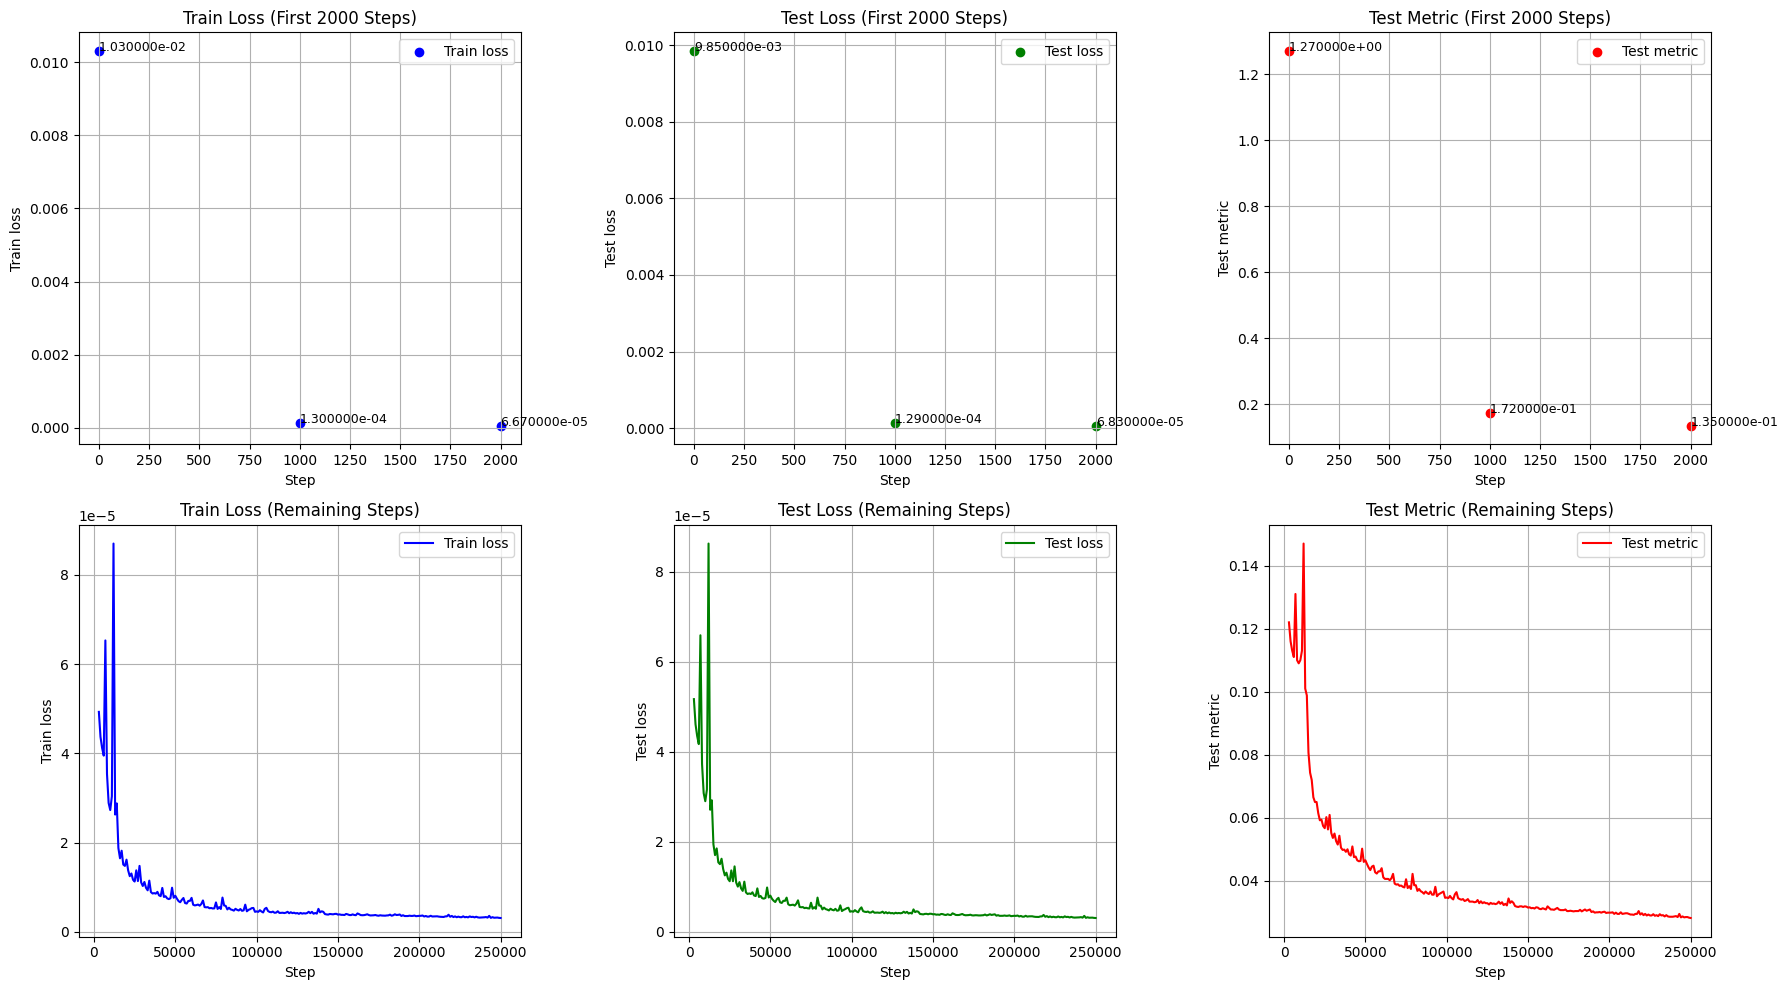 Train Loss (First 2000 Steps)
1.030000e-02
Train loss
0.010
0.008
0.006
0.004
0.002
0.000
Train loss
1.300000e-04
6.670000e-05
0 250 500 750 1000 1250 1500 1750 2000
Step
Test Loss (First 2000 Steps)
9.850000e-03
Test loss
0.010
0.008
0.006
0.004
0.002
0.000
Test loss
1.290000e-04
6.830000e-05
0 250 500 750 1000 1250 1500 1750 2000
Step
Test Metric (First 2000 Steps)
1.270000e+00
Test metric
1.2
1.0
0.8
0.6
0.4
0.2
Test metric
1.720000e-01
1.350000e-01
0 250 500 750 1000 1250 1500 1750 2000
Step
Train Loss (Remaining Steps)
1e−5
Train loss
8
6
4
2
0
Train loss
0 50000 100000 150000 200000 250000
Step
Test Loss (Remaining Steps)
1e−5
Test loss
8
6
4
2
0
Test loss
0 50000 100000 150000 200000 250000
Step
Test Metric (Remaining Steps)
Test metric
0.14
0.12
0.10
0.08
0.06
0.04
Test metric
0 50000 100000 150000 200000 250000
Step